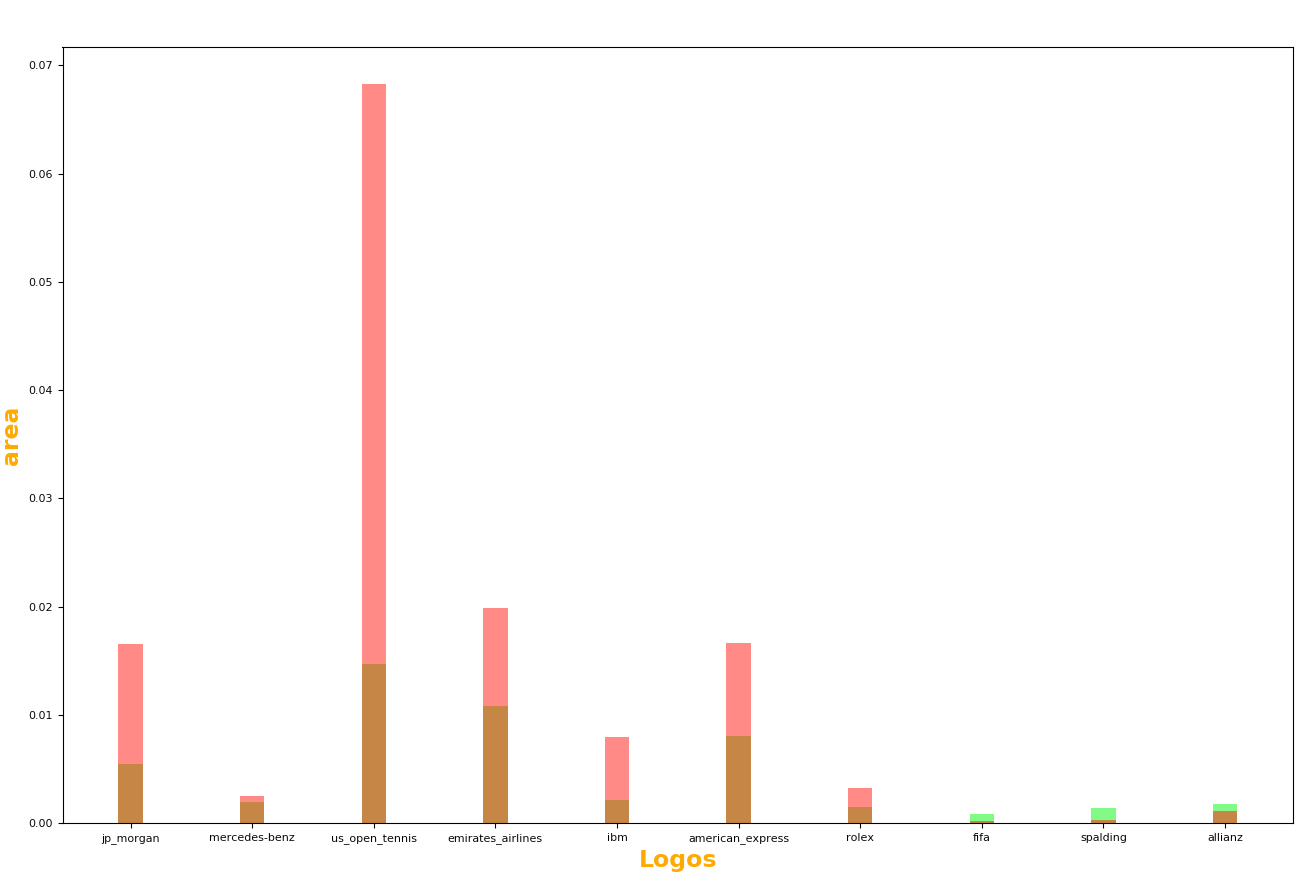 0.07
0.06
0.05
0.04
0.03
0.02
0.01
0.00
area
jp_morgan mercedes-benz us_open_tennis emirates_airlines ibm american_express rolex fifa spalding allianz
Logos